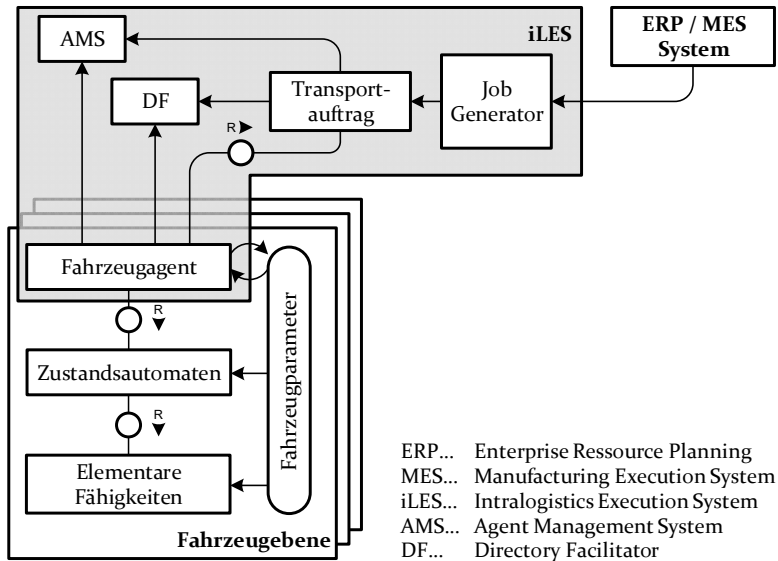 AMS
iLES
ERP / MES
System
DF
Transport-
auftrag
Job
Generator
R
Fahrzeugagent
R
Zustandsautomaten
Fahrzeugparameter
R
Elementare
Fähigkeiten
Fahrzeugebene
ERP... Enterprise Ressource Planning
MES... Manufacturing Execution System
iLES... Intralogistics Execution System
AMS... Agent Management System
DF... Directory Facilitator